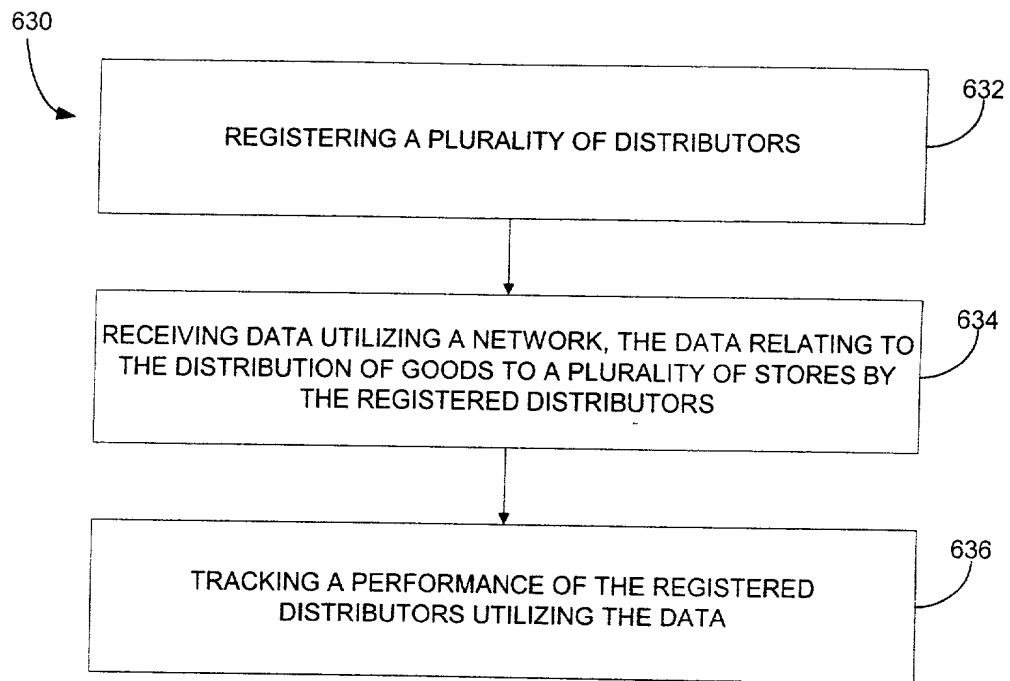 630
632
REGISTERING A PLURALITY OF DISTRIBUTORS
634
RECEIVING DATA UTILIZING A NETWORK, THE DATA RELATING TO
THE DISTRIBUTION OF GOODS TO A PLURALITY OF STORES BY
THE REGISTERED DISTRIBUTORS
636
TRACKING A PERFORMANCE OF THE REGISTERED
DISTRIBUTORS UTILIZING THE DATA